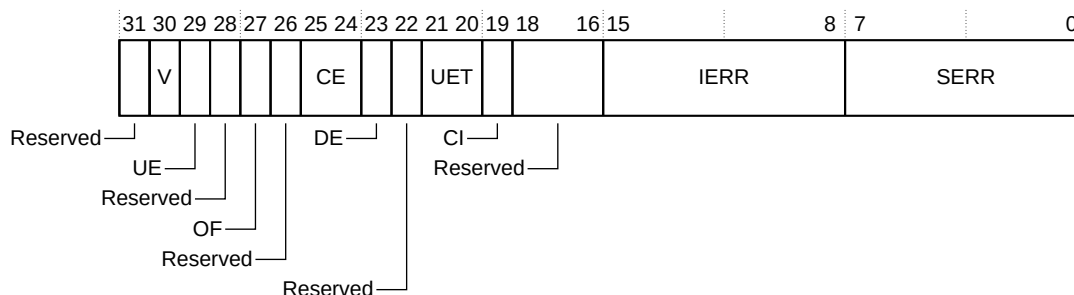 31 30 29 28 27 26 25 24 23 22 21 20 19 18 16 15 8 7 0
V CE UET IERR SERR
Reserved DE CI
UE Reserved
Reserved
OF
Reserved
Reserved